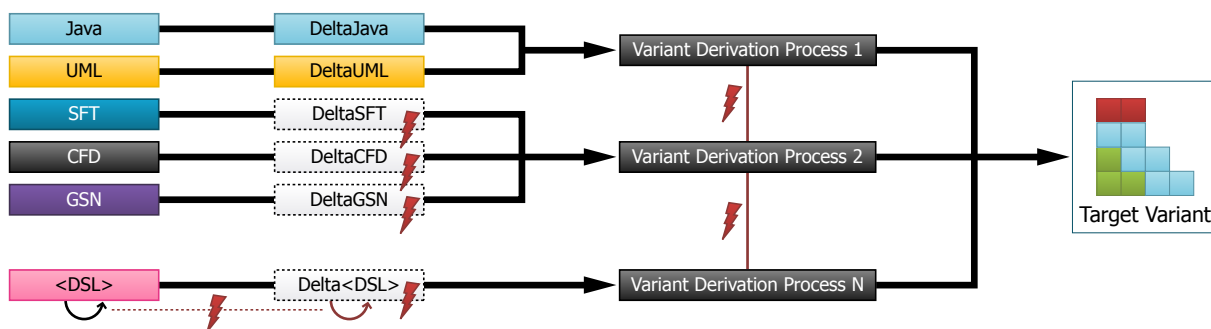 Java
DeltaJava
Variant Derivation Process 1
UML
DeltaUML
SFT
DeltaSFT
CFD
DeltaCFD
Variant Derivation Process 2
GSN
DeltaGSN
Target Variant
<DSL>
Delta<DSL>
Variant Derivation Process N